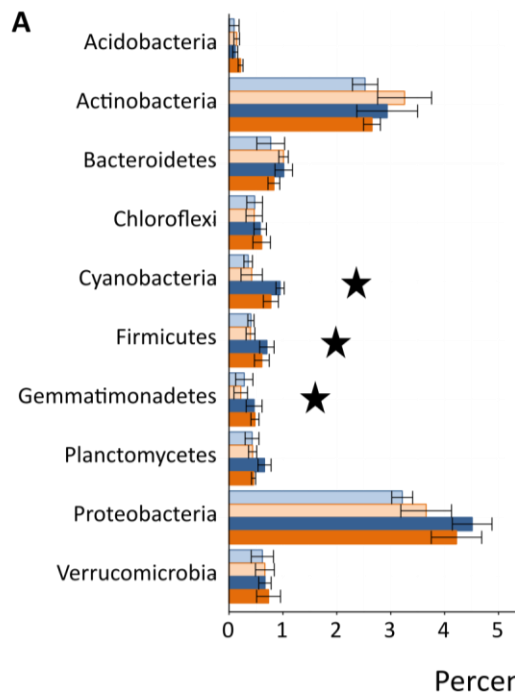 A
Acidobacteria
Actinobacteria
Bacteroidetes
Chloroflexi
Cyanobacteria
Firmicutes
Gemmatimonadetes
Planctomycetes
Proteobacteria
Verrucomicrobia
0 1 2 3 4 5
Percer